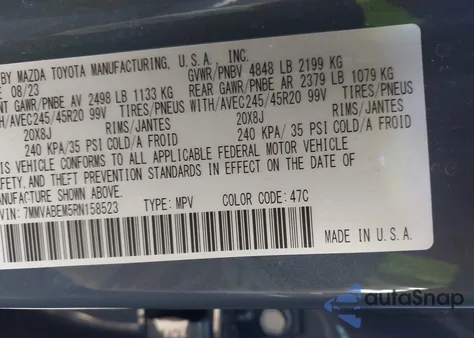 BY MAZDA TOYOTA MANUFACTURING, U.S.A., INC.
E 08/23 GVWR/PNBV 4848 LB 2199 KG
NT GAWR/PNBE AV 2498 LB 1133 KG REAR GAWR/PNBE AR 2379 LB 1079 KG
TH/AVEC245/45R20 99V TIRES/PNEUS WITH/AVEC245/45R20 99V TIRES/PNEUS
20X8J RIMS/JANTES 20X8J RIMS/JANTES
240 KPA/35 PSI COLD/A FROID 240 KPA/ 35 PSI COLD/A FROID
IS VEHICLE CONFORMS TO ALL APPLICABLE FEDERAL MOTOR VEHICLE
AFETY, AND THEFT PREVENTION STANDARDS IN EFFECT ON THE DATE OF
MANUFACTURE SHOWN ABOVE.
VIN: 7MMVABEM5RN158523 TYPE: MPV COLOR CODE: 47C
MADE IN U.S.A.
autoSnap